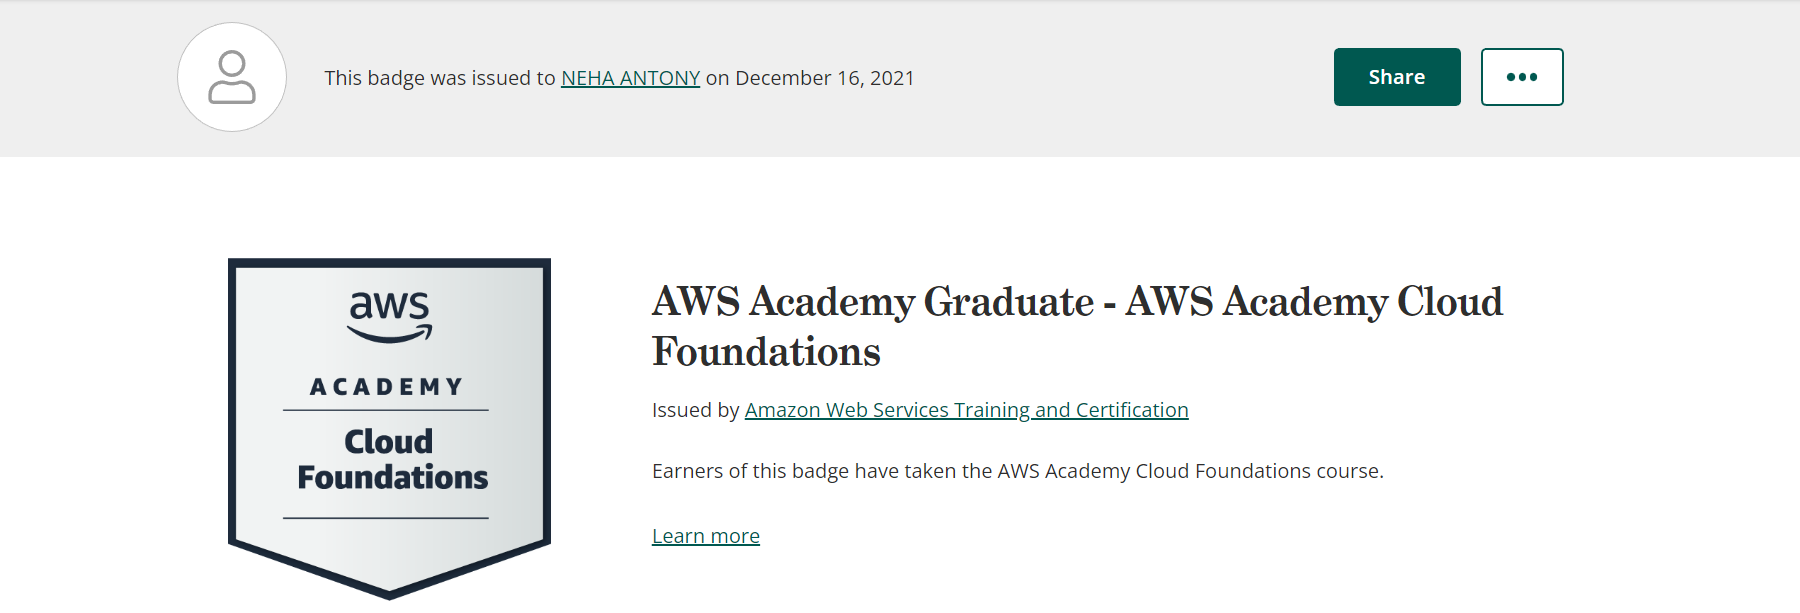 This badge was issued to NEHA ANTONY on December 16, 2021
Share
aws
ACADEMY
Cloud
Foundations
AWS Academy Graduate - AWS Academy Cloud
Foundations
Issued by Amazon Web Services Training and Certification
Earners of this badge have taken the AWS Academy Cloud Foundations course.
Learn more